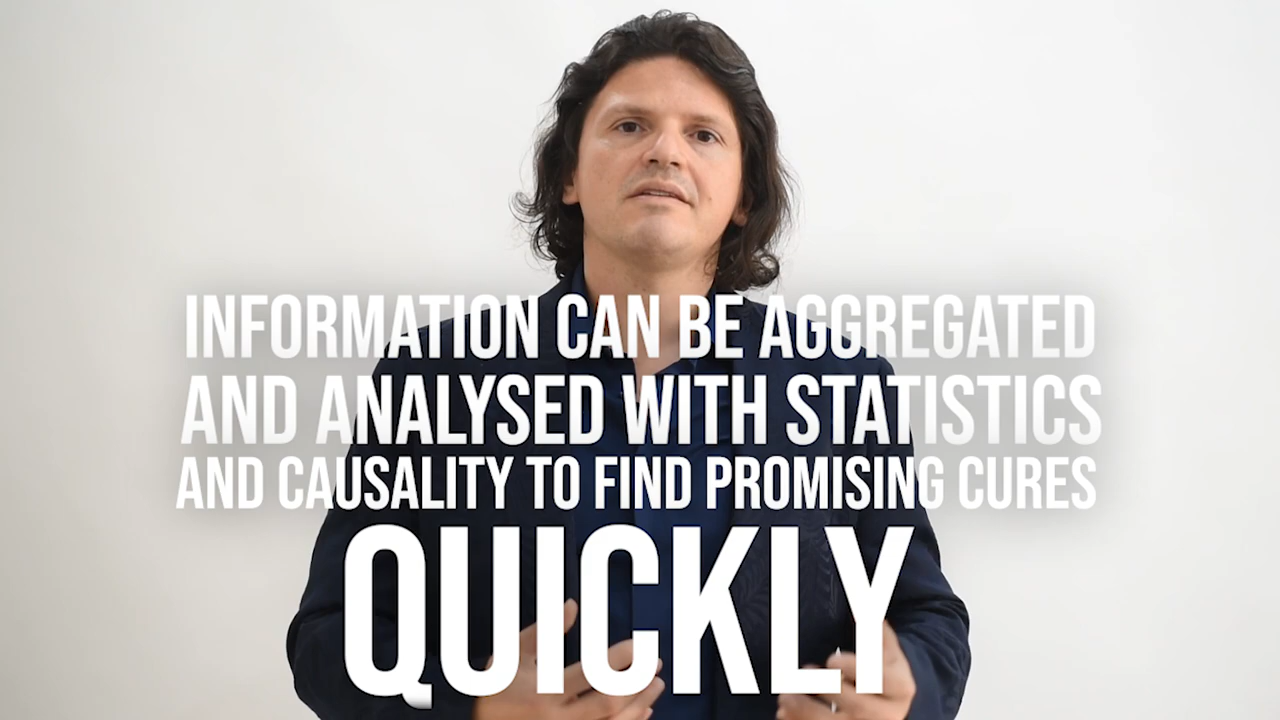 INFORMATION CAN BE AGGREGATED
AND ANALYSED WITH STATISTICS
AND CAUSALITY TO FIND PROMISING CURES
QUICKLY